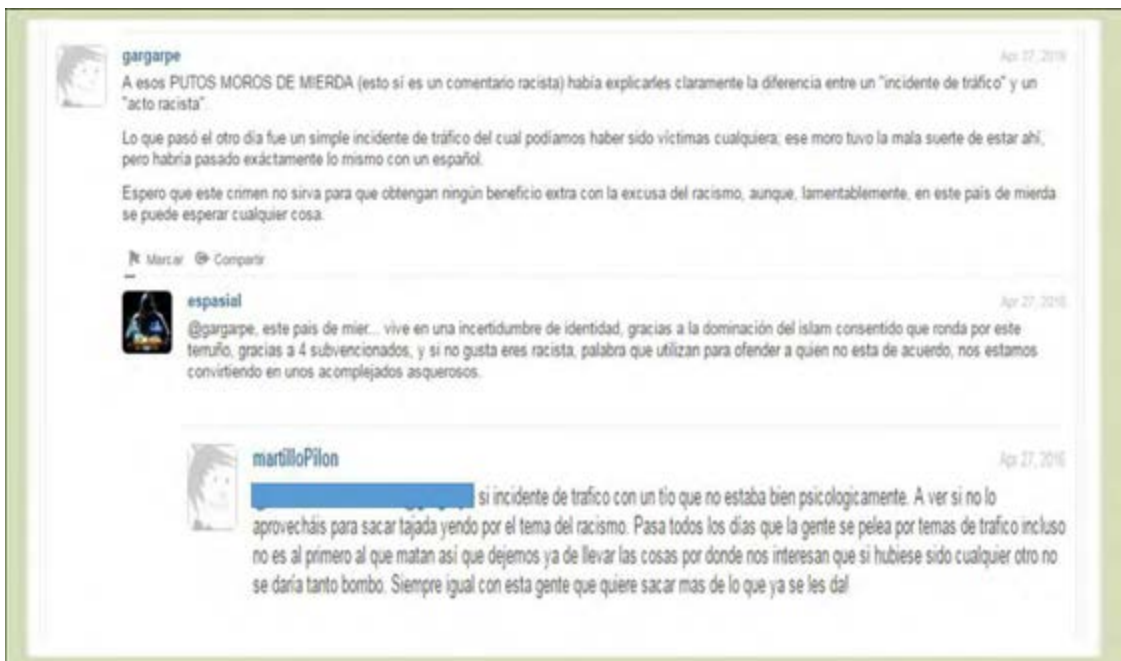 gargarpe
Apr 27, 2016
A esos PUTOS MOROS DE MIERDA (esto sí es un comentario racista) había explicarles claramente la diferencia entre un "incidente de tráfico" y un
"acto racista".
Lo que pasó el otro día fue un simple incidente de tráfico del cual podíamos haber sido víctimas cualquiera; ese moro tuvo la mala suerte de estar ahí,
pero habría pasado exáctamente lo mismo con un español.
Espero que este crimen no sirva para que obtengan ningún beneficio extra con la excusa del racismo, aunque, lamentablemente, en este país de mierda
se puede esperar cualquier cosa.
Marcar Compartir
espasial
Apr 27, 2016
@gargarpe, este pais de mier... vive en una incertidumbre de identidad, gracias a la dominación del islam consentido que ronda por este
terruño, gracias a 4 subvencionados, y si no gusta eres racista, palabra que utilizan para ofender a quien no esta de acuerdo, nos estamos
convirtiendo en unos acomplejados asquerosos.
martilloPilon
Apr 27, 2016
si incidente de trafico con un tio que no estaba bien psicologicamente. A ver si no lo
aprovecháis para sacar tajada yendo por el tema del racismo. Pasa todos los días que la gente se pelea por temas de trafico incluso
no es al primero al que matan así que dejemos ya de llevar las cosas por donde nos interesan que si hubiese sido cualquier otro no
se daría tanto bombo. Siempre igual con esta gente que quiere sacar mas de lo que ya se les da!